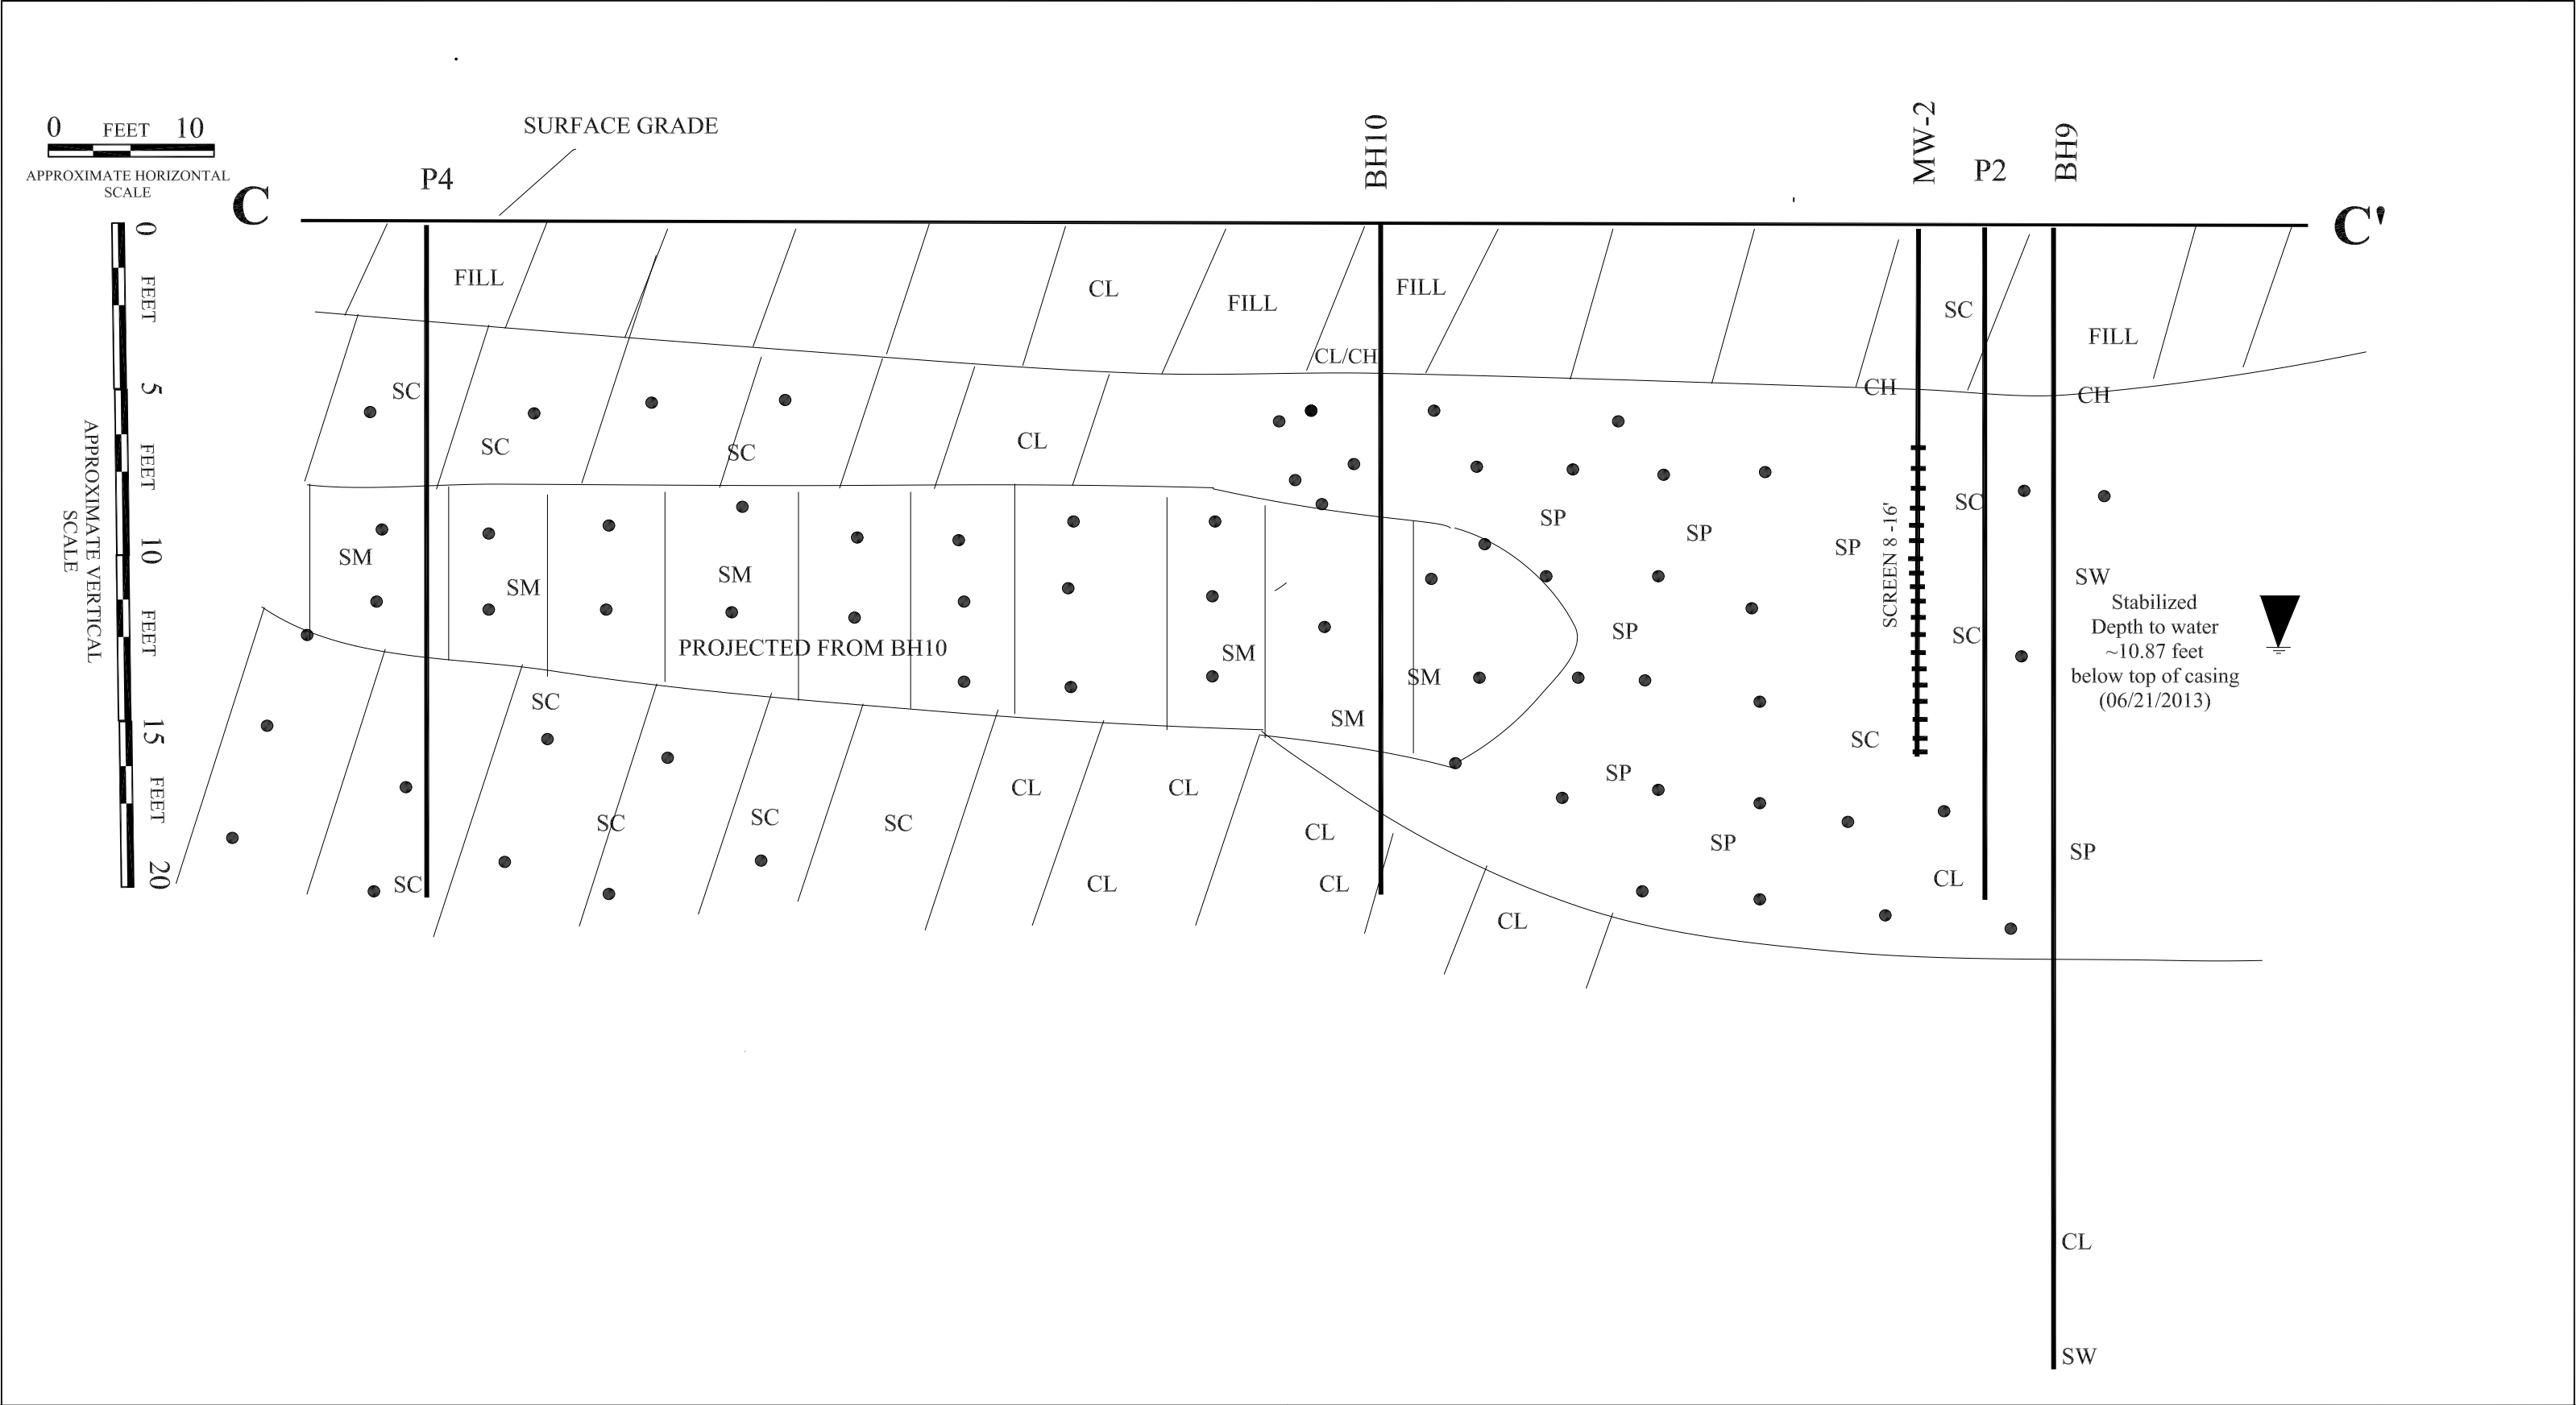 0 FEET 10
APPROXIMATE HORIZONTAL
SCALE
SURFACE GRADE
P4
BH10
MW-2
P2
BH9
C
C'
0
FEET
5
FEET
10
FEET
15
FEET
20
APPROXIMATE VERTICAL
SCALE
FILL
CL
FILL
FILL
SC
FILL
CL/CH
CH
CH
SC
SC
SC
CL
SP
SP
SP
SC
SCREEN 8 -16'
SM
SM
SM
SW
Stabilized
Depth to water
~10.87 feet
below top of casing
(06/21/2013)
PROJECTED FROM BH10
SM
SP
SC
SM
SC
SM
SC
CL
CL
SP
SC
SC
SC
CL
SP
SP
SC
CL
CL
CL
CL
CL
SW